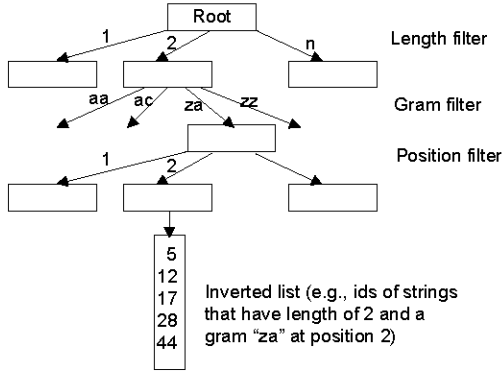 Root
1 2 n Length filter
aa ac za zz Gram filter
Position filter
1 2
5
12
17
28
44
Inverted list (e.g., ids of strings
that have length of 2 and a
gram “za” at position 2)